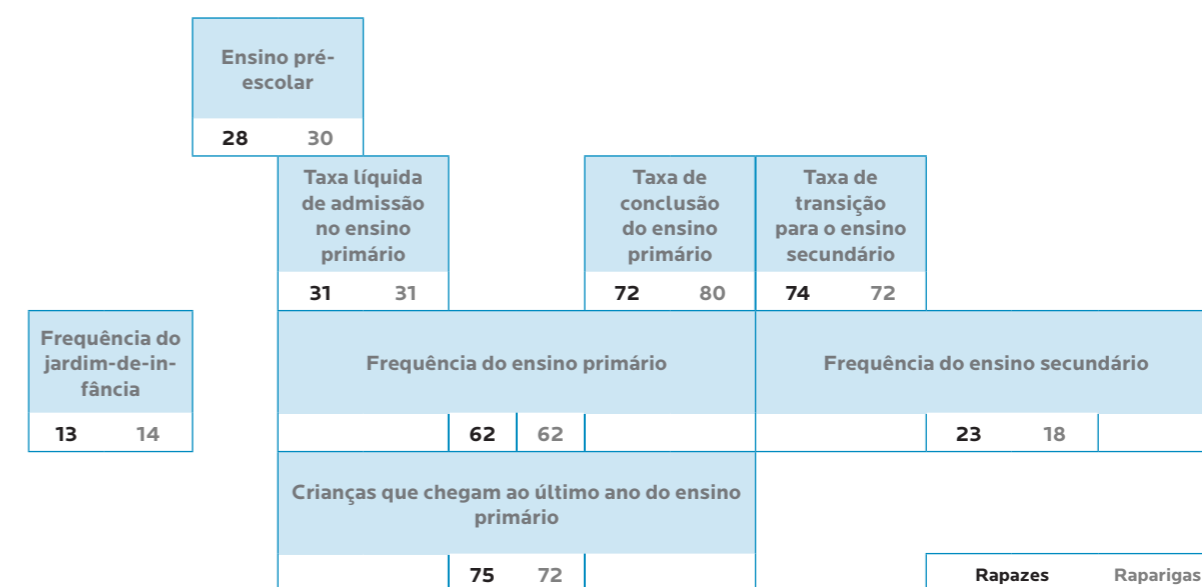 Ensino pré-
escolar
28 30
Taxa líquida
de admissão
no ensino
primário
31 31
Taxa de
conclusão
do ensino
primário
72 80
Taxa de
transição
para o ensino
secundário
74 72
Frequência do
jardim-de-in-
fância
13 14
Frequência do ensino primário
62 62
Frequência do ensino secundário
23 18
Crianças que chegam ao último ano do ensino
primário
75 72
Rapazes Raparigas